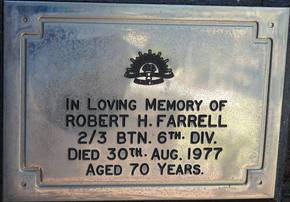 IN LOVING MEMORY OF
ROBERT H. FARRELL
2/3 BTN. 6TH. DIV.
DIED 30TH. AUG. 1977
AGED 70 YEARS.